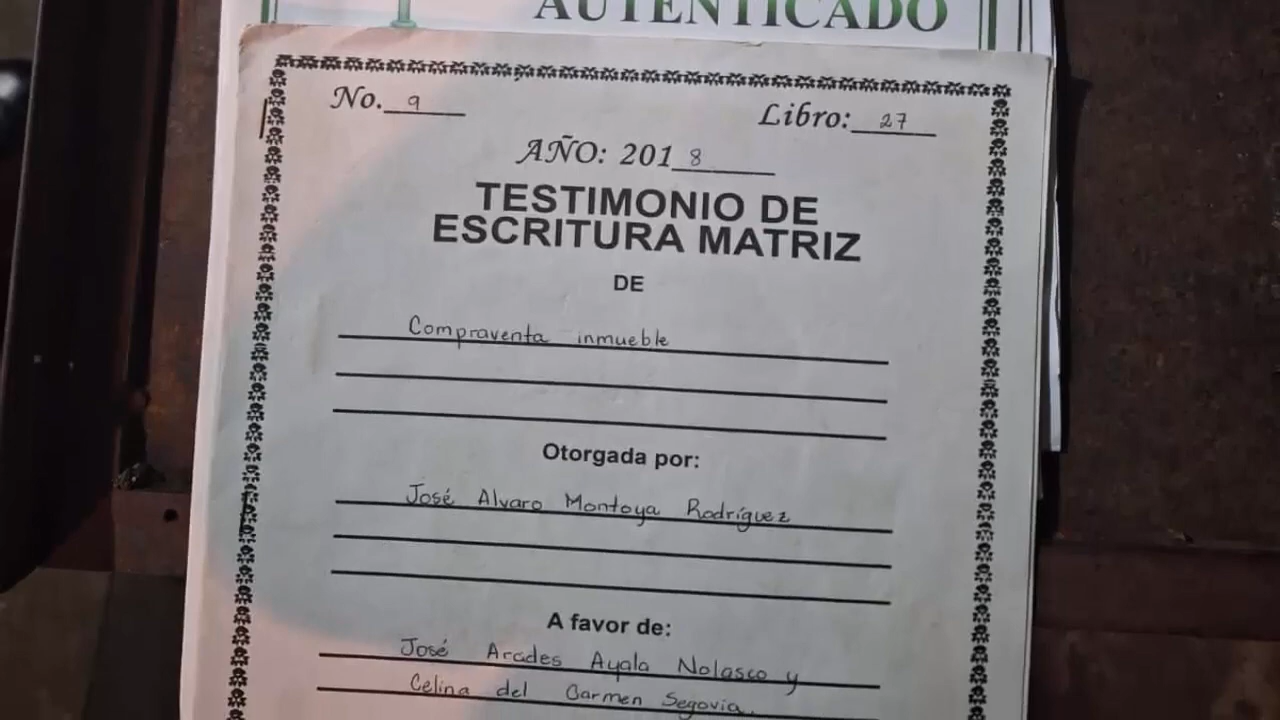 AUTENTICADO
No. 9 Libro: 27
AÑO: 2018
TESTIMONIO DE
ESCRITURA MATRIZ
DE
Compraventa inmueble
Otorgada por:
José Alvaro Montoya Rodríguez
A favor de:
José Arades Ayala Nolasco y
Celina del Carmen Segovia.